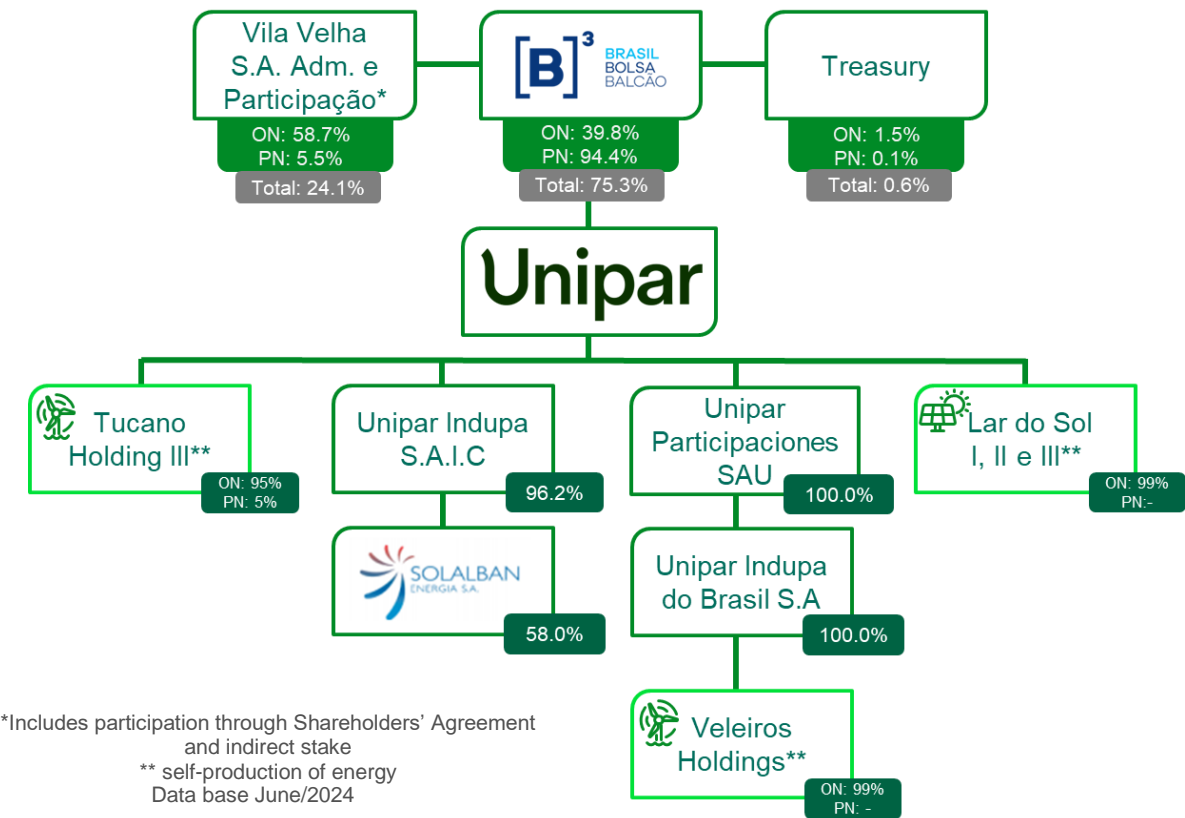 Vila Velha
S.A. Adm. e
Participação*
ON: 58.7%
PN: 5.5%
Total: 24.1%
[B]³
BRASIL
BOLSA
BALCÃO
ON: 39.8%
PN: 94.4%
Total: 75.3%
Treasury
ON: 1.5%
PN: 0.1%
Total: 0.6%
Unipar
Tucano
Holding III**
ON: 95%
PN: 5%
Unipar Indupa
S.A.I.C
96.2%
Unipar
Participaciones
SAU
100.0%
Lar do Sol
I, II e III**
ON: 99%
PN:-
SOLALBAN
ENERGIA S.A.
58.0%
Unipar Indupa
do Brasil S.A
100.0%
Veleiros
Holdings**
ON: 99%
PN: -
*Includes participation through Shareholders’ Agreement
and indirect stake
** self-production of energy
Data base June/2024